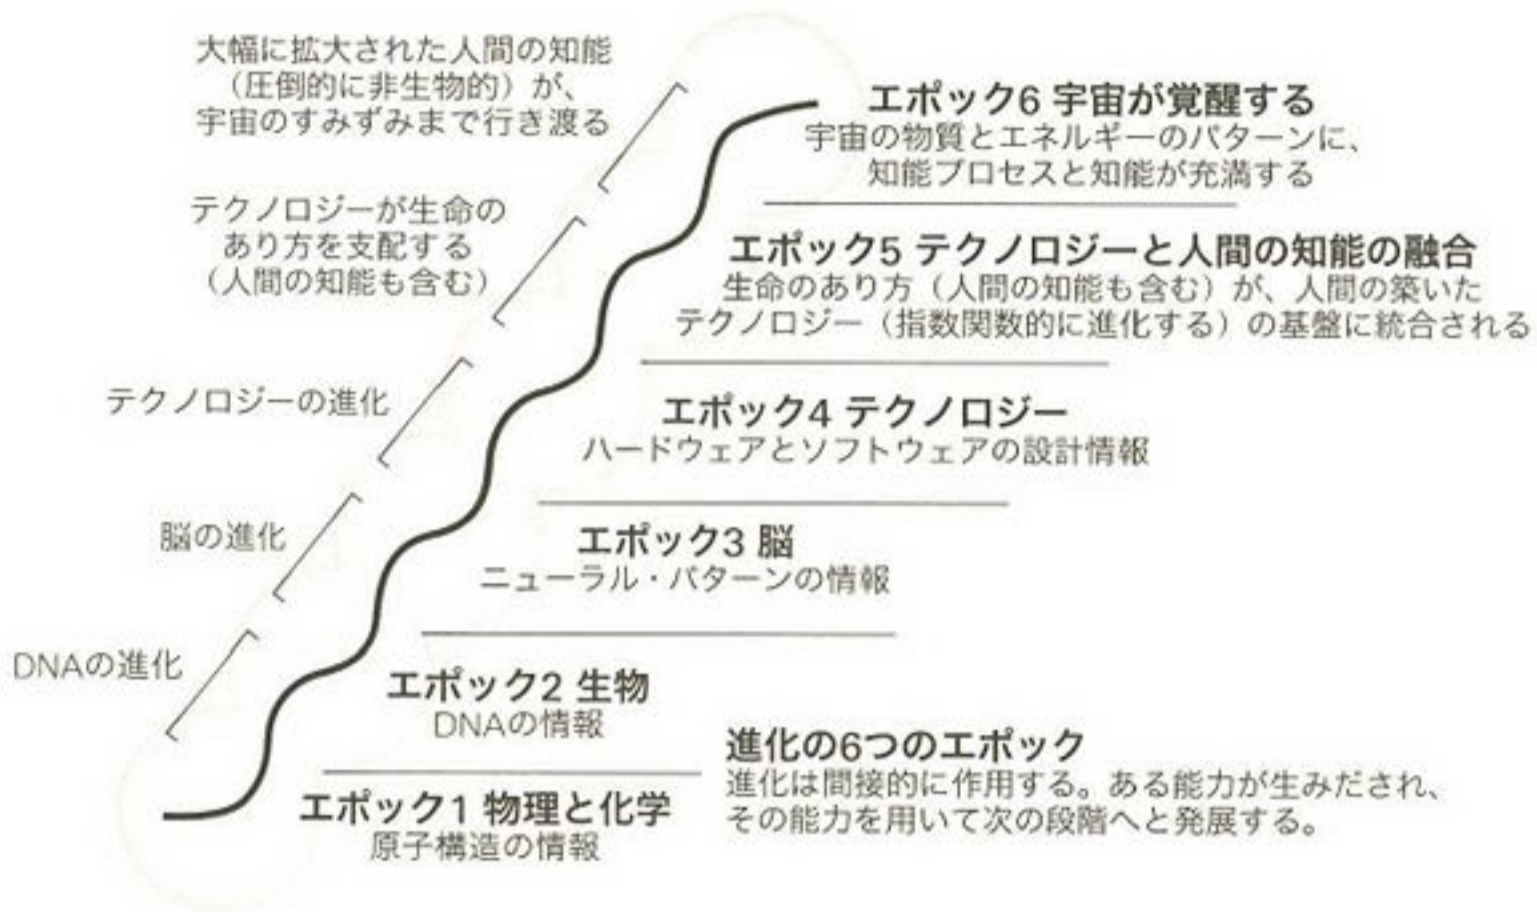 大幅に拡大された人間の知能
（圧倒的に非生物的）が、
宇宙のすみずみまで行き渡る
エポック6 宇宙が覚醒する
宇宙の物質とエネルギーのパターンに、
知能プロセスと知能が充満する
テクノロジーが生命の
あり方を支配する
（人間の知能も含む）
エポック5 テクノロジーと人間の知能の融合
生命のあり方（人間の知能も含む）が、人間の築いた
テクノロジー（指数関数的に進化する）の基盤に統合される
テクノロジーの進化
エポック4 テクノロジー
ハードウェアとソフトウェアの設計情報
脳の進化
エポック3 脳
ニューラル・パターンの情報
DNAの進化
エポック2 生物
DNAの情報
エポック1 物理と化学
原子構造の情報
進化の6つのエポック
進化は間接的に作用する。ある能力が生みだされ、
その能力を用いて次の段階へと発展する。